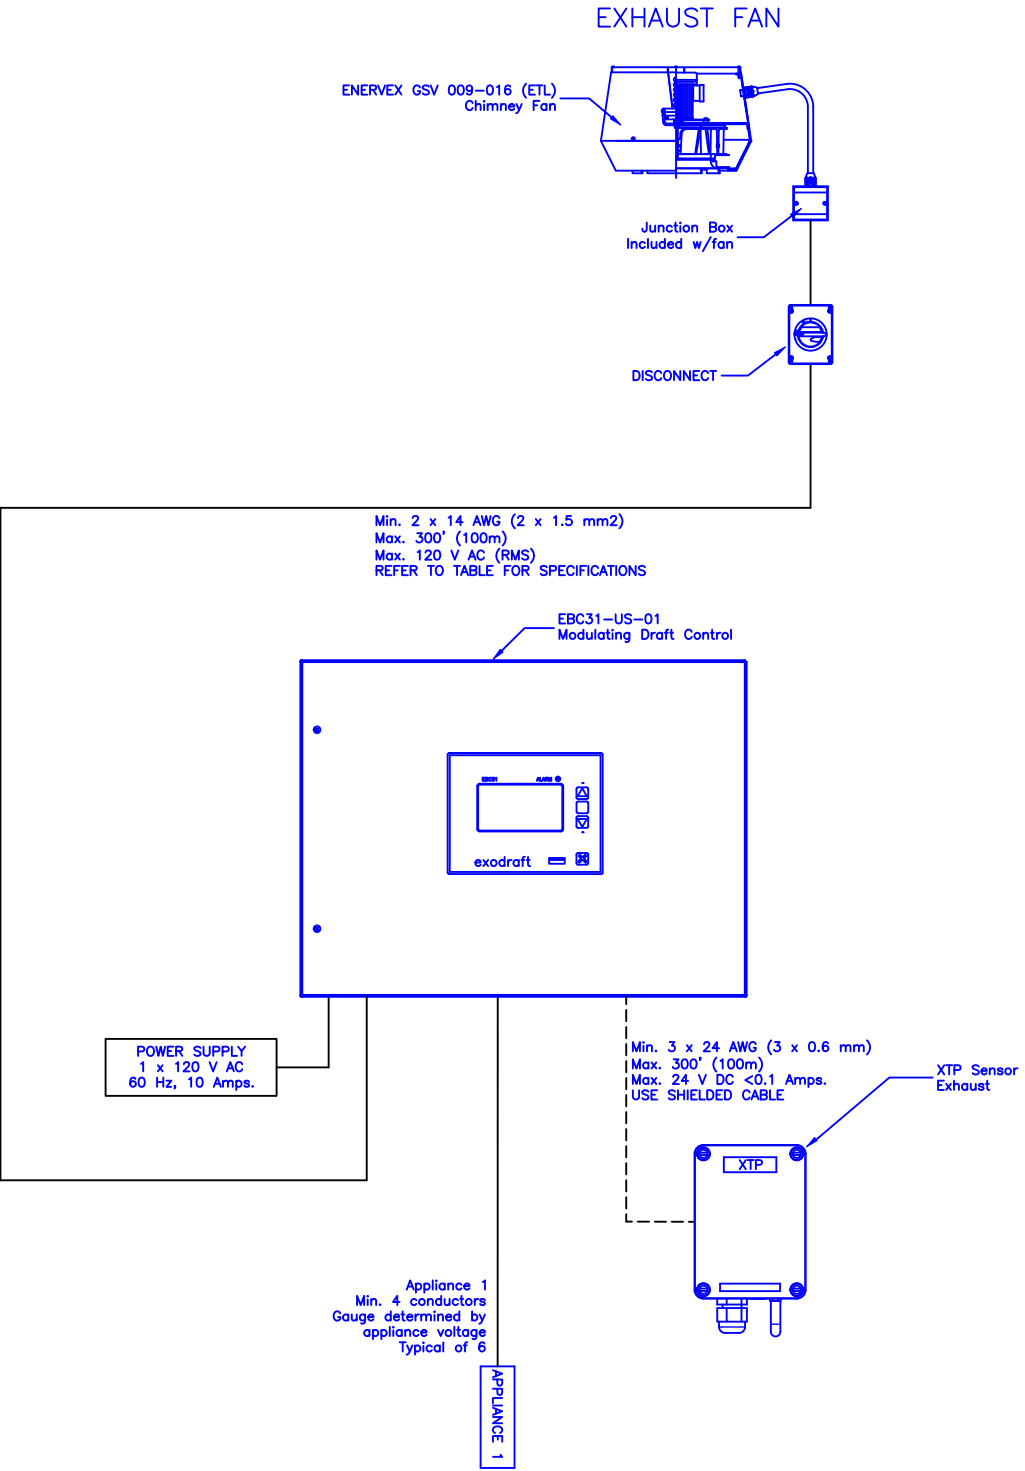 EXHAUST FAN
ENERVEX GSV 009-016 (ETL)
Chimney Fan
Junction Box
Included w/fan
DISCONNECT
Min. 2 x 14 AWG (2 x 1.5 mm2)
Max. 300' (100m)
Max. 120 V AC (RMS)
REFER TO TABLE FOR SPECIFICATIONS
EBC31-US-01
Modulating Draft Control
EBC31 ALARM
exodraft
POWER SUPPLY
1 x 120 V AC
60 Hz, 10 Amps.
Min. 3 x 24 AWG (3 x 0.6 mm)
Max. 300' (100m)
Max. 24 V DC <0.1 Amps.
USE SHIELDED CABLE
XTP Sensor
Exhaust
XTP
Appliance 1
Min. 4 conductors
Gauge determined by
appliance voltage
Typical of 6
APPLIANCE 1